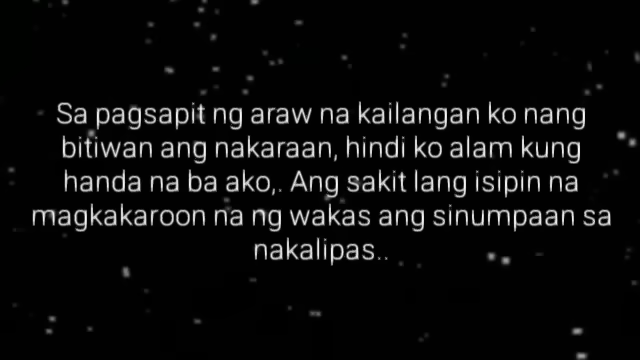 Sa pagsapit ng araw na kailangan ko nang
bitiwan ang nakaraan, hindi ko alam kung
handa na ba ako,. Ang sakit lang isipin na
magkakaroon na ng wakas ang sinumpaan sa
nakalipas..